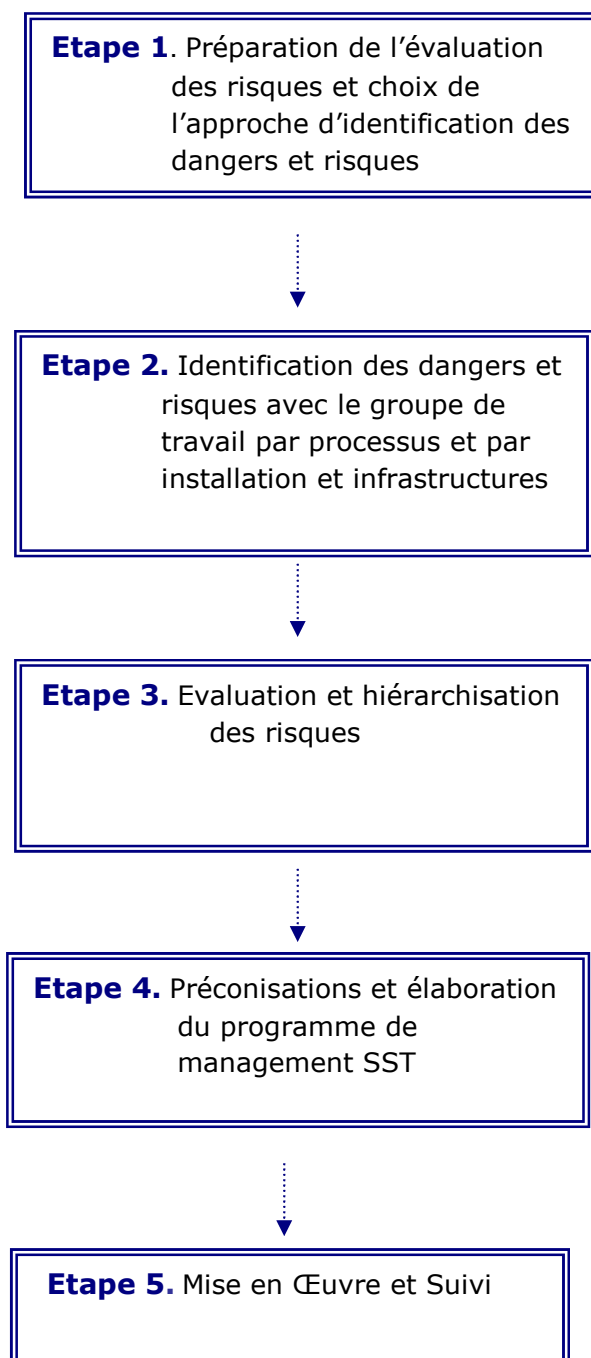 Etape 1. Préparation de l’évaluation
des risques et choix de
l’approche d’identification des
dangers et risques
Etape 2. Identification des dangers et
risques avec le groupe de
travail par processus et par
installation et infrastructures
Etape 3. Evaluation et hiérarchisation
des risques
Etape 4. Préconisations et élaboration
du programme de
management SST
Etape 5. Mise en Œuvre et Suivi